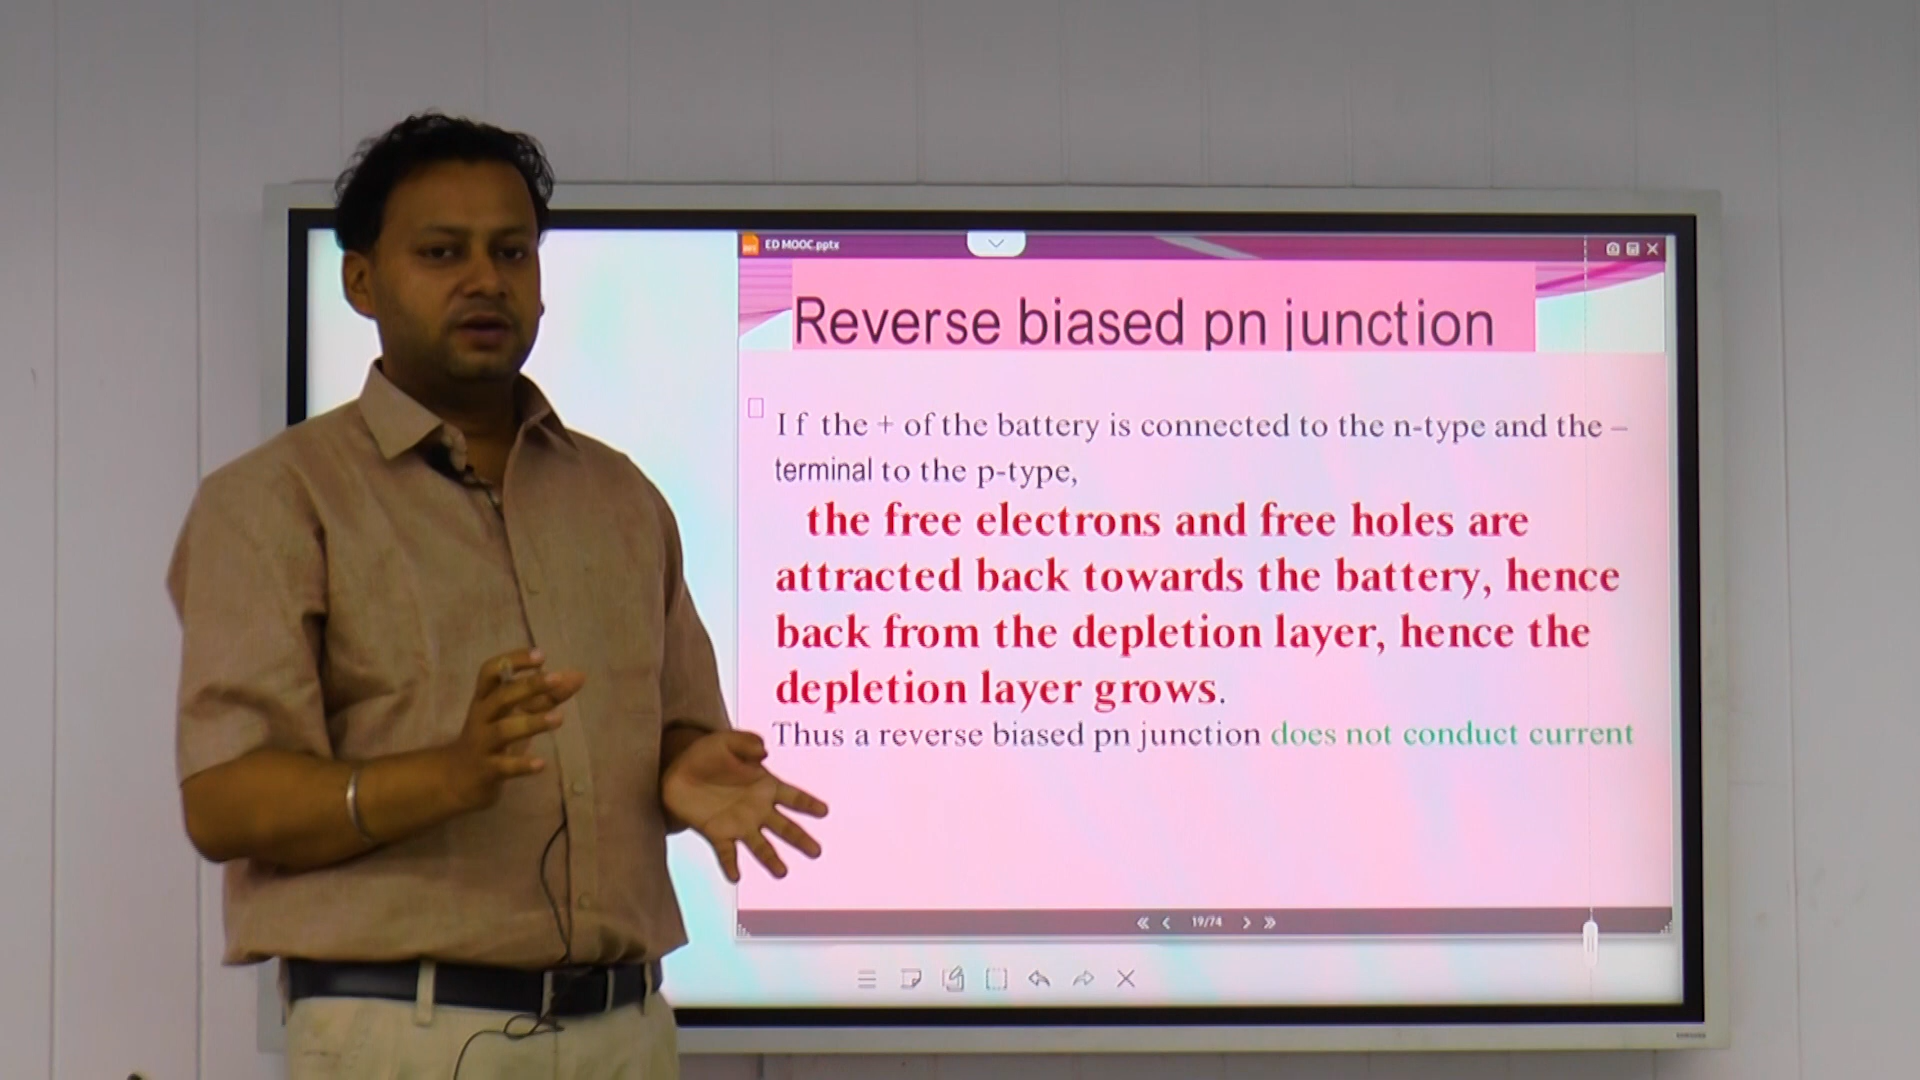 ED MOOC.pptx
Reverse biased pn junction
I f the + of the battery is connected to the n-type and the –
terminal to the p-type,
the free electrons and free holes are
attracted back towards the battery, hence
back from the depletion layer, hence the
depletion layer grows.
Thus a reverse biased pn junction does not conduct current
19/74